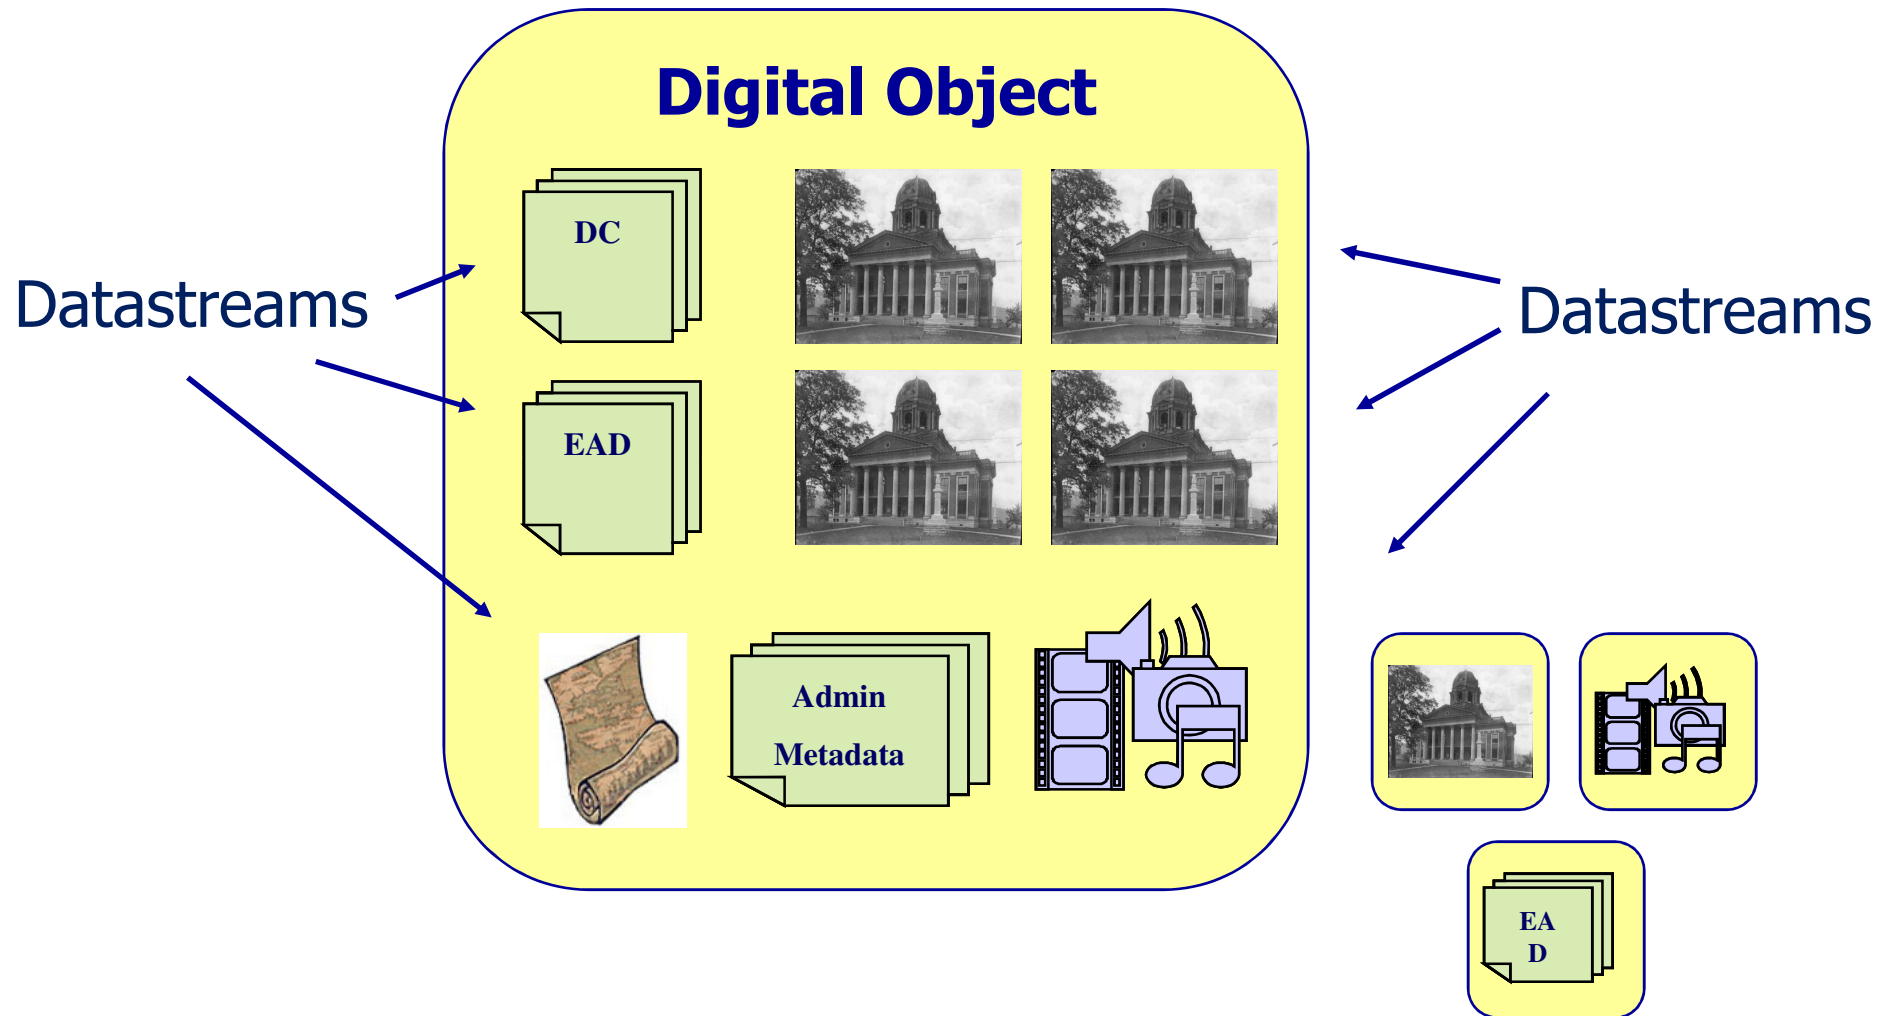 Digital Object
DC
Datastreams
Datastreams
EAD
Admin
Metadata
EA
D